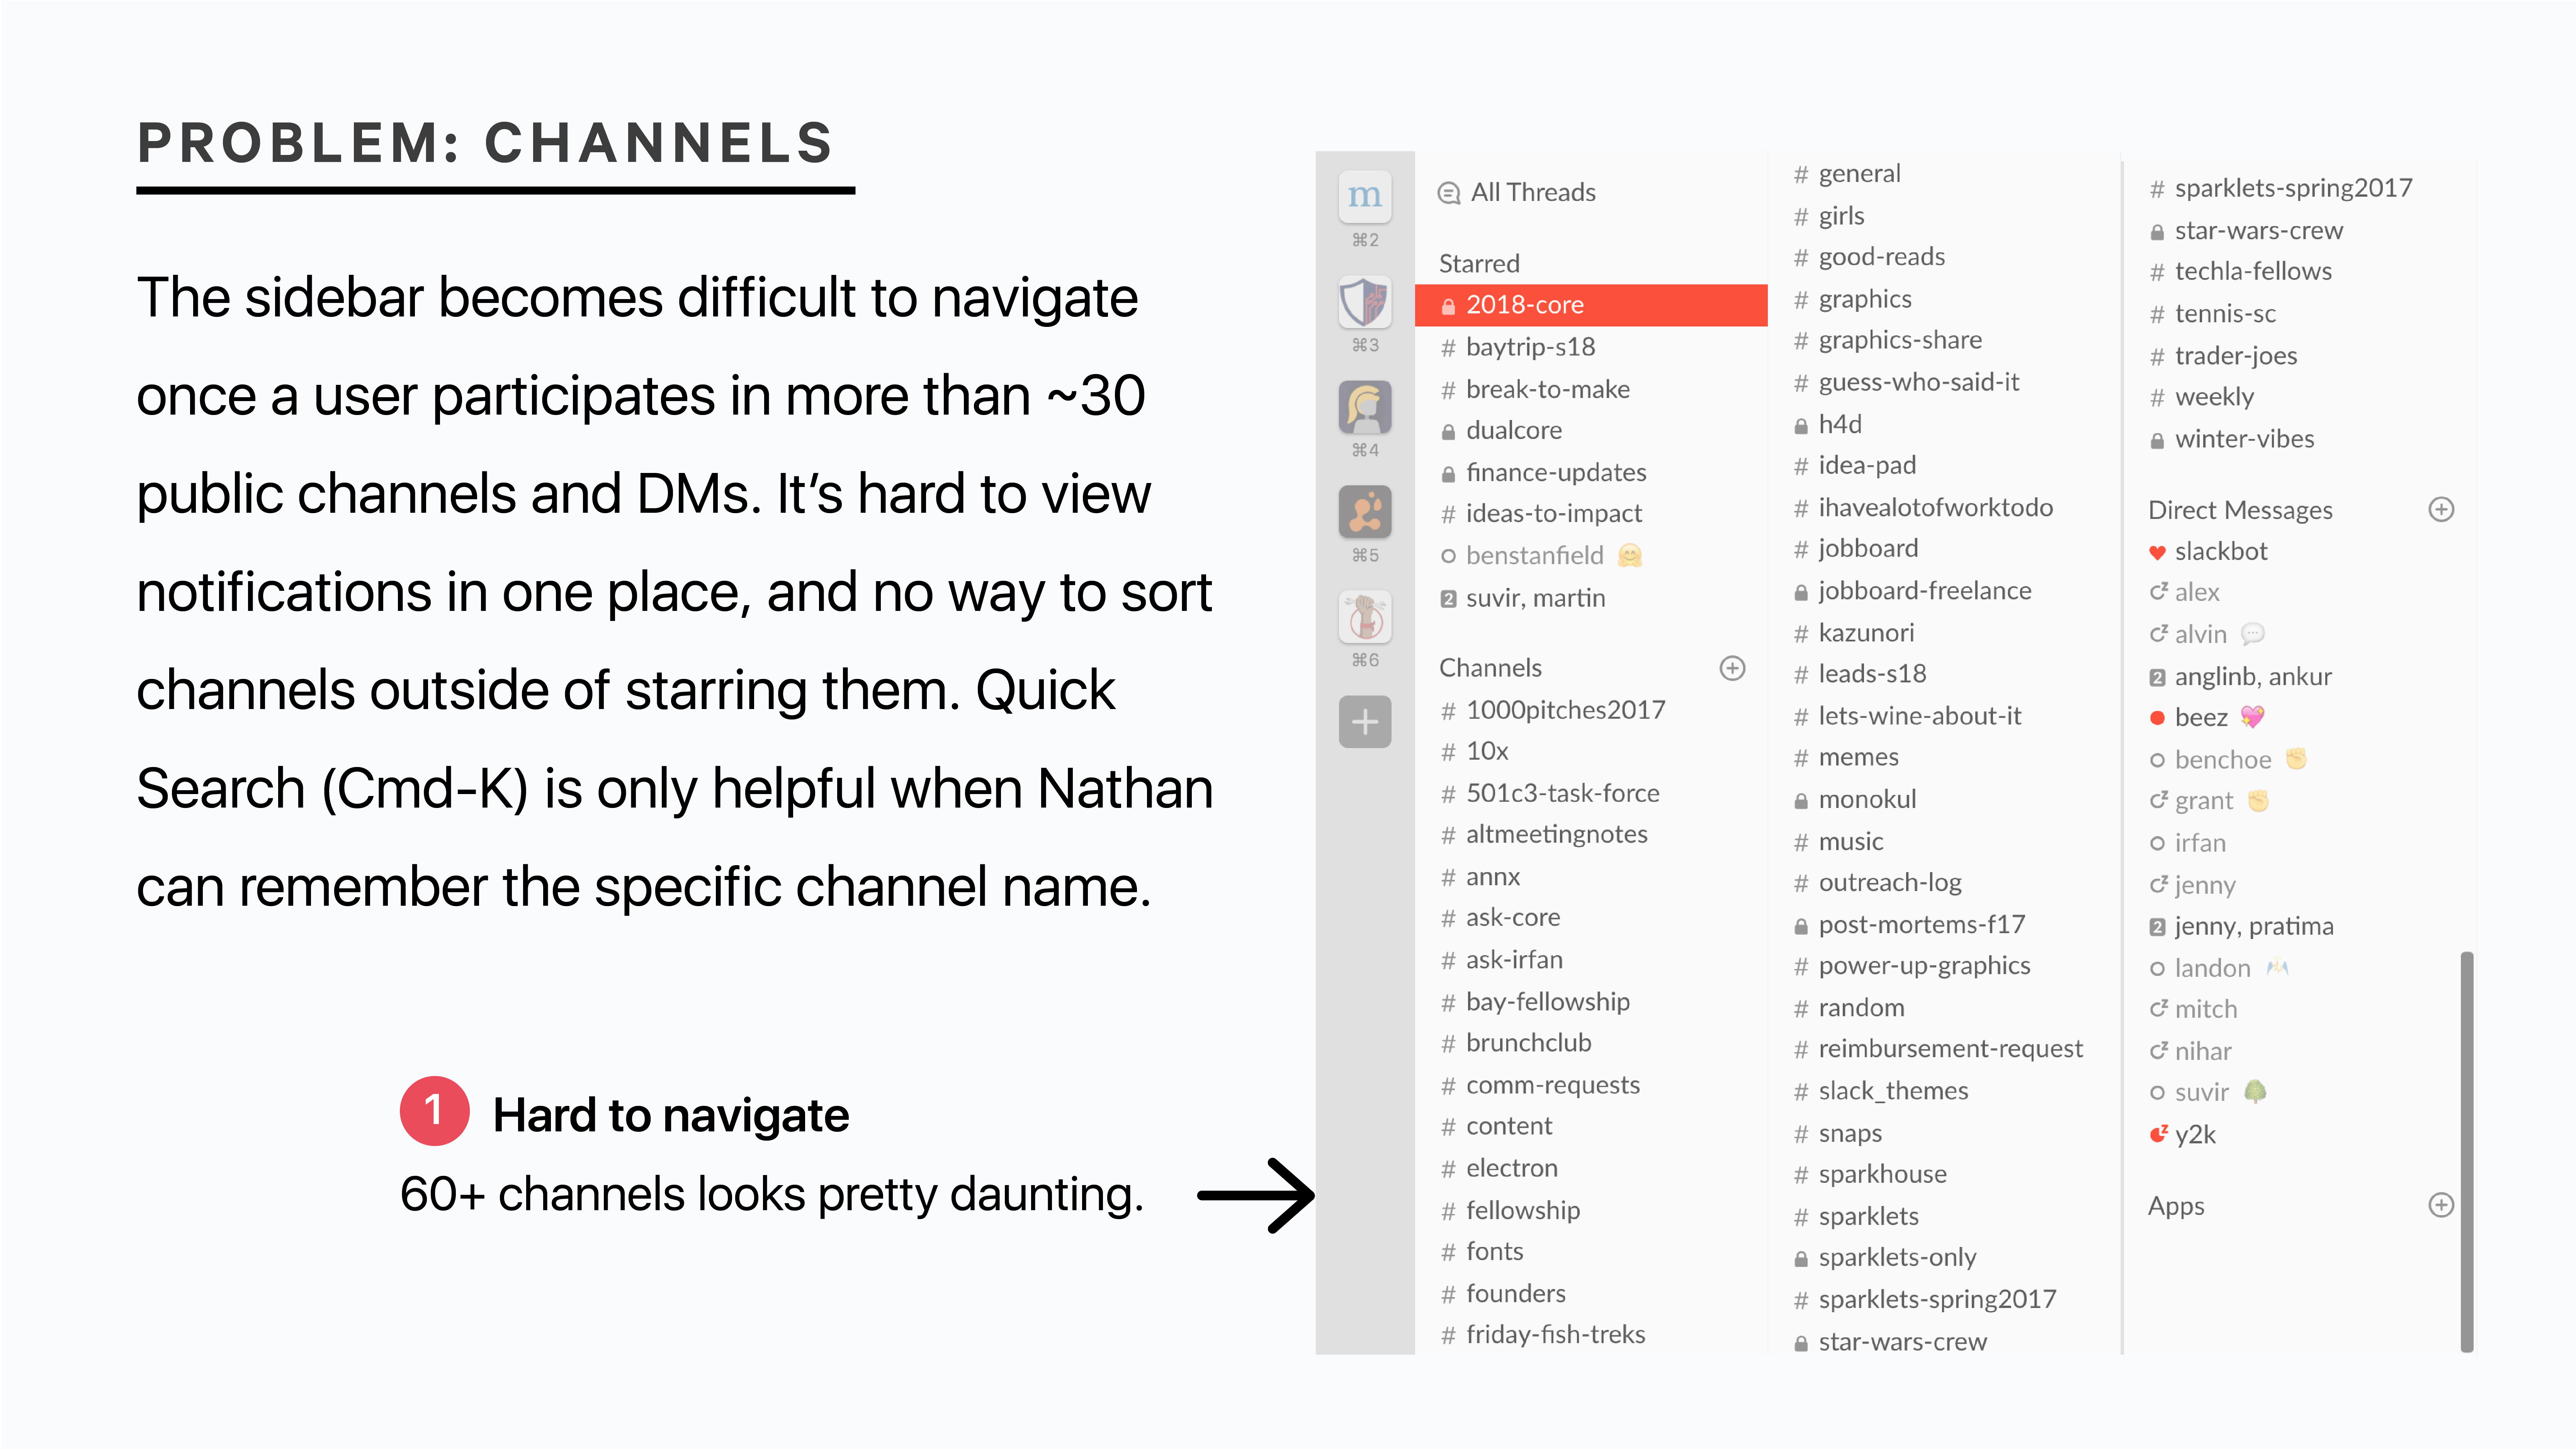 PROBLEM: CHANNELS
The sidebar becomes difficult to navigate
once a user participates in more than ~30
public channels and DMs. It’s hard to view
notifications in one place, and no way to sort
channels outside of starring them. Quick
Search (Cmd-K) is only helpful when Nathan
can remember the specific channel name.
1 Hard to navigate
60+ channels looks pretty daunting.
m
⌘2
⌘3
⌘4
⌘5
⌘6
+
All Threads
Starred
2018-core
# baytrip-s18
# break-to-make
dualcore
finance-updates
# ideas-to-impact
benstanfield
2 suvir, martin
Channels
# 1000pitches2017
# 10x
# 501c3-task-force
# altmeetingnotes
# annx
# ask-core
# ask-irfan
# bay-fellowship
# brunchclub
# comm-requests
# content
# electron
# fellowship
# fonts
# founders
# friday-fish-treks
# general
# girls
# good-reads
# graphics
# graphics-share
# guess-who-said-it
h4d
# idea-pad
# ihavealotofworktodo
# jobboard
jobboard-freelance
# kazunori
# leads-s18
# lets-wine-about-it
# memes
monokul
# music
# outreach-log
post-mortems-f17
# power-up-graphics
# random
# reimbursement-request
# slack_themes
# snaps
# sparkhouse
# sparklets
sparklets-only
# sparklets-spring2017
star-wars-crew
# sparklets-spring2017
star-wars-crew
# techla-fellows
# tennis-sc
# trader-joes
# weekly
winter-vibes
Direct Messages
slackbot
alex
alvin
2 anglinb, ankur
beez
benchoe
grant
irfan
jenny
2 jenny, pratima
landon
mitch
nihar
suvir
y2k
Apps